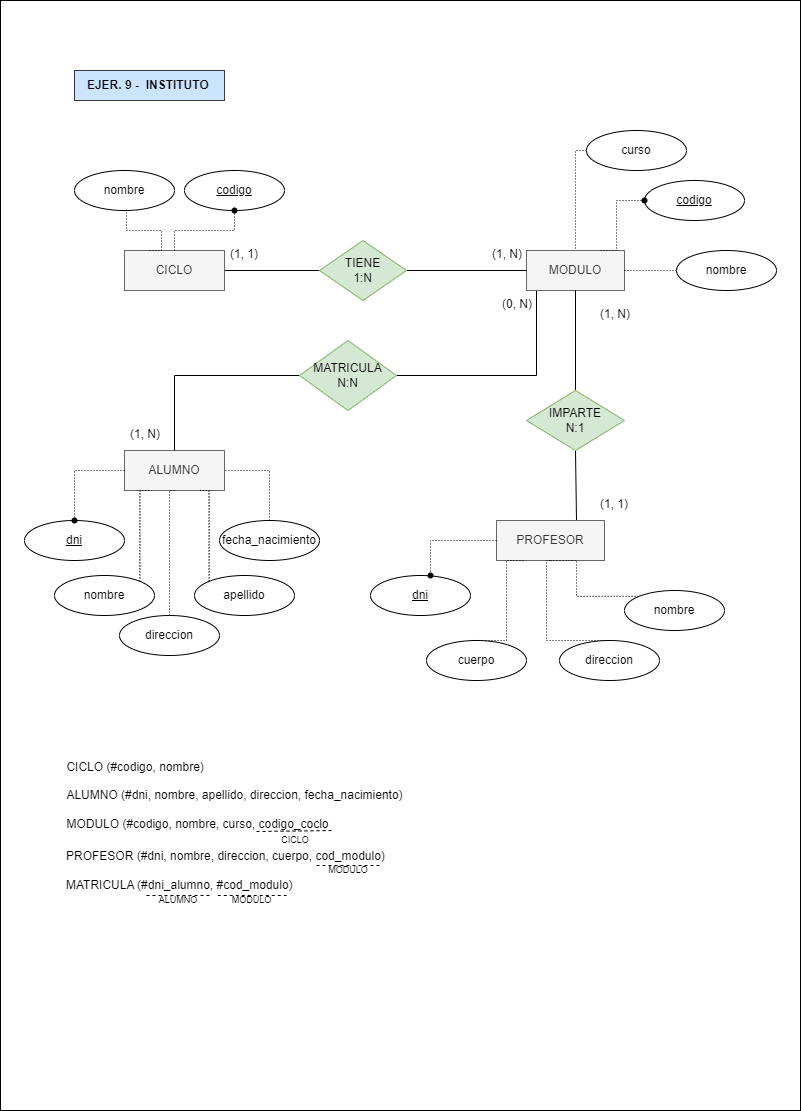 EJER. 9 - INSTITUTO
curso
nombre
codigo
codigo
(1, 1)
TIENE
1:N
(1, N)
CICLO
MODULO
nombre
(0, N)
(1, N)
MATRICULA
N:N
IMPARTE
N:1
(1, N)
ALUMNO
(1, 1)
PROFESOR
dni
fecha_nacimiento
nombre
apellido
dni
nombre
direccion
cuerpo
direccion
CICLO (#codigo, nombre)
ALUMNO (#dni, nombre, apellido, direccion, fecha_nacimiento)
MODULO (#codigo, nombre, curso, codigo_coclo
CICLO
PROFESOR (#dni, nombre, direccion, cuerpo, cod_modulo)
MODULO
MATRICULA (#dni_alumno, #cod_modulo)
ALUMNO MODULO